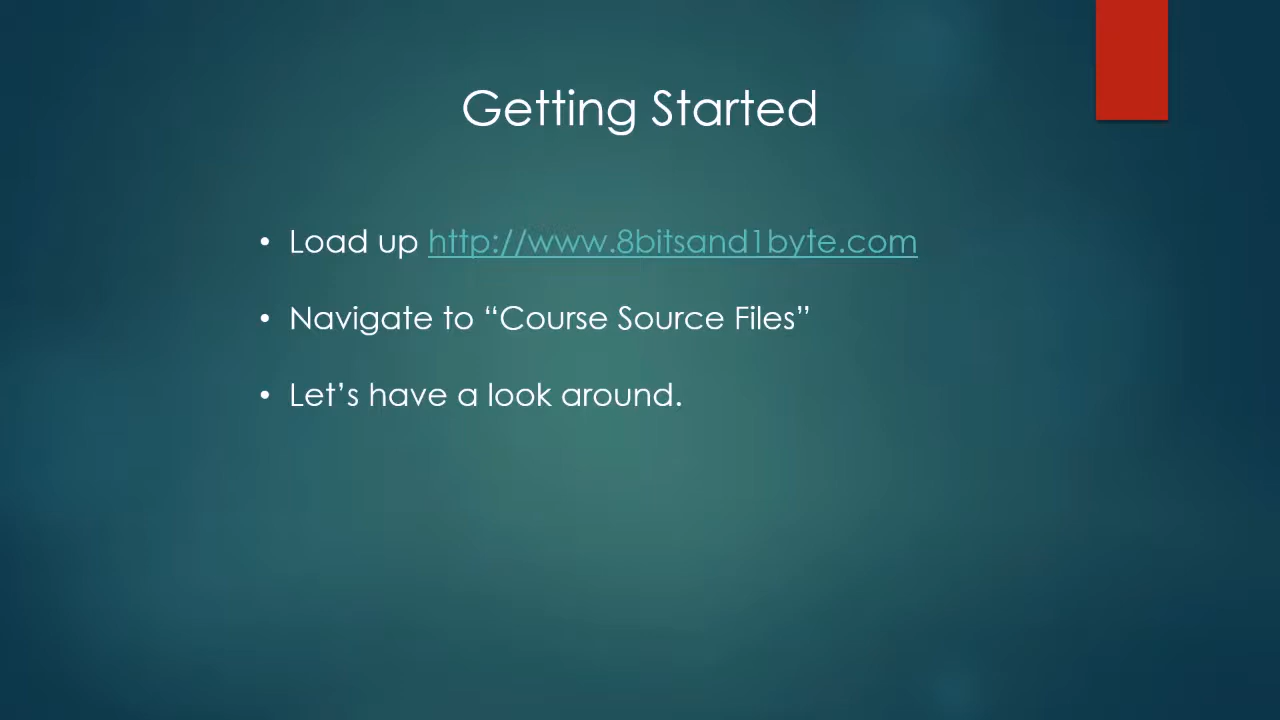 Getting Started
• Load up http://www.8bitsand1byte.com
• Navigate to “Course Source Files”
• Let’s have a look around.